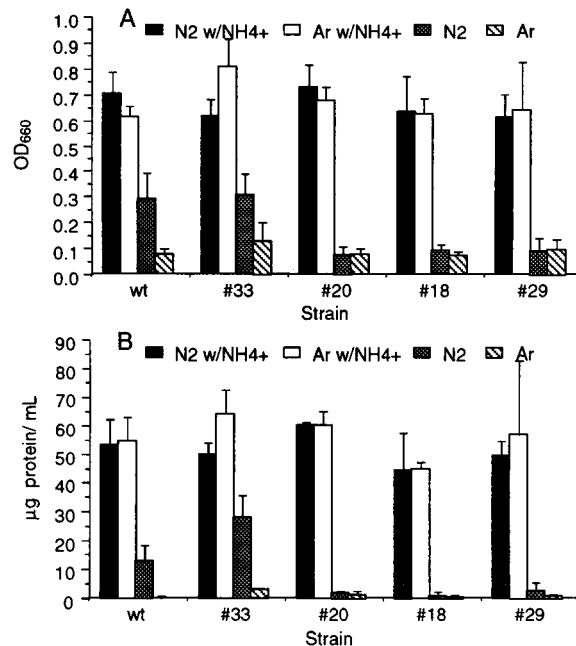 A
N2 w/NH4+ Ar w/NH4+ N2 Ar
OD660
1.0
0.9
0.8
0.7
0.6
0.5
0.4
0.3
0.2
0.1
0.0
wt #33 #20 #18 #29
Strain
B
N2 w/NH4+ Ar w/NH4+ N2 Ar
µg protein/ mL
90
80
70
60
50
40
30
20
10
0
wt #33 #20 #18 #29
Strain